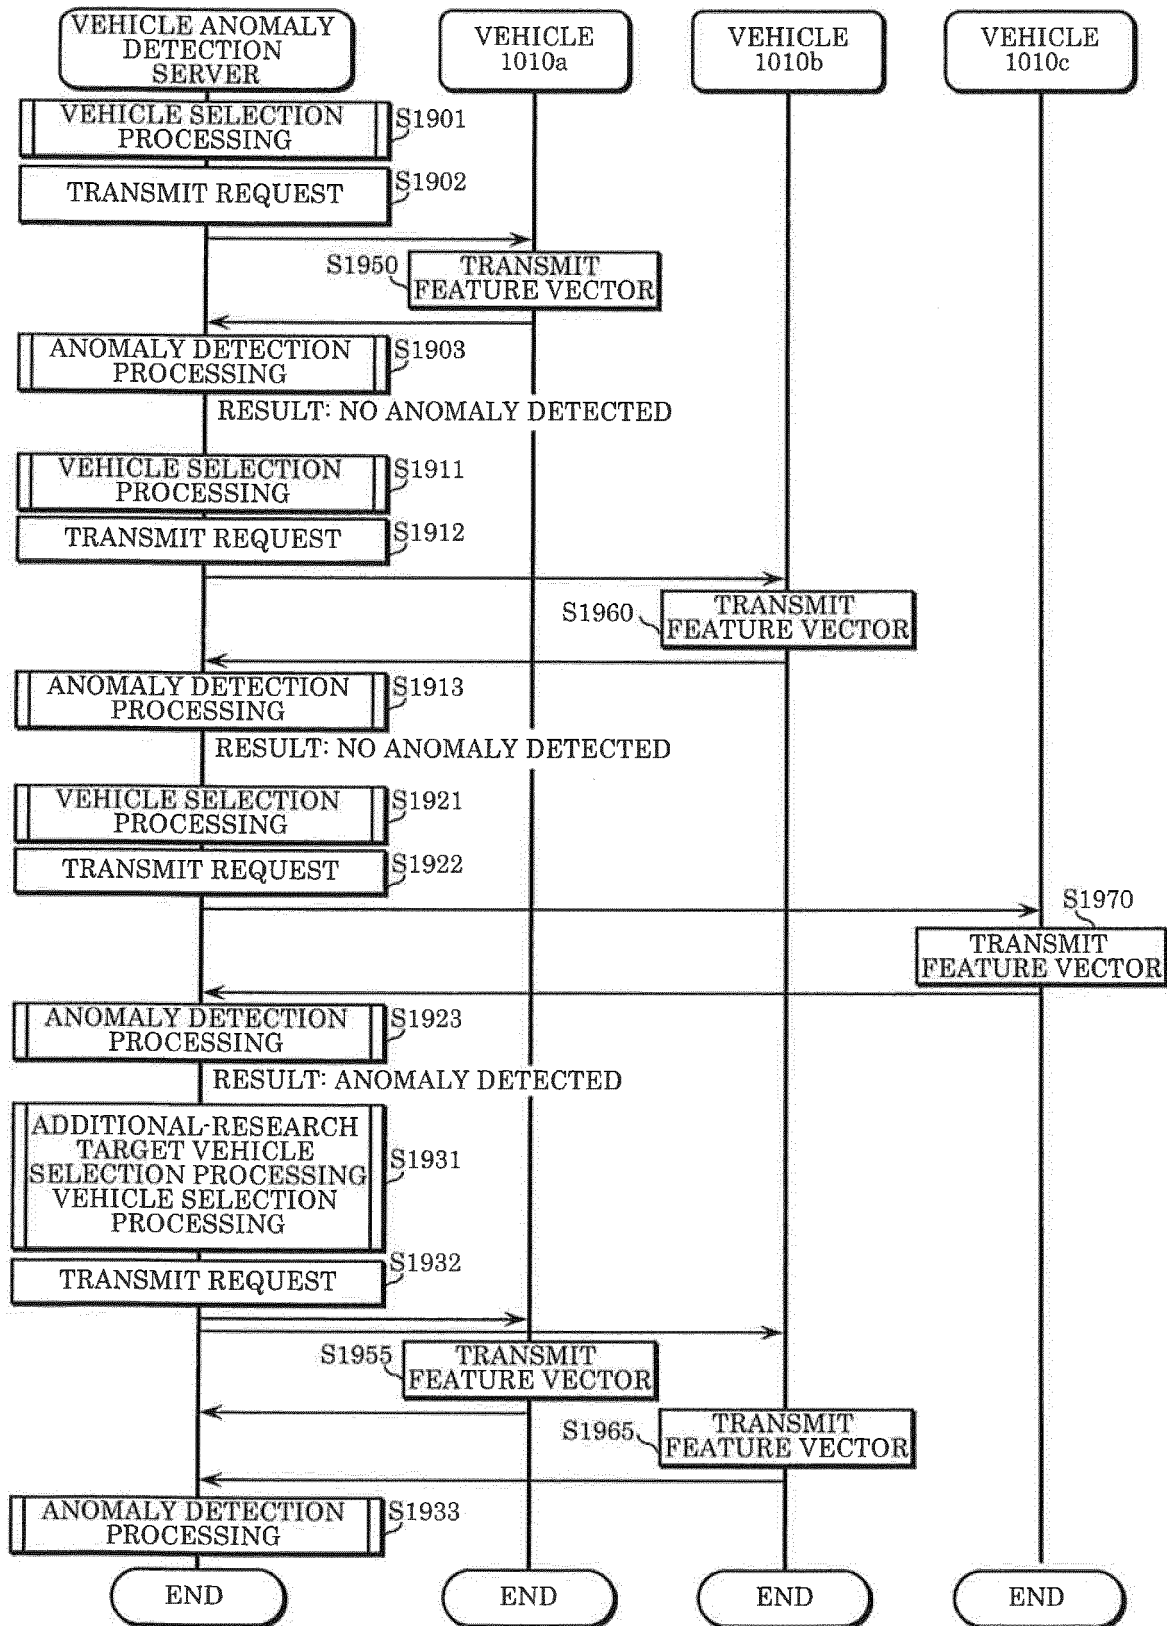 VEHICLE ANOMALY
DETECTION
SERVER
VEHICLE
1010a
VEHICLE
1010b
VEHICLE
1010c
VEHICLE SELECTION
PROCESSING
S1901
TRANSMIT REQUEST
S1902
S1950
TRANSMIT
FEATURE VECTOR
ANOMALY DETECTION
PROCESSING
S1903
RESULT: NO ANOMALY DETECTED
VEHICLE SELECTION
PROCESSING
S1911
TRANSMIT REQUEST
S1912
S1960
TRANSMIT
FEATURE VECTOR
ANOMALY DETECTION
PROCESSING
S1913
RESULT: NO ANOMALY DETECTED
VEHICLE SELECTION
PROCESSING
S1921
TRANSMIT REQUEST
S1922
S1970
TRANSMIT
FEATURE VECTOR
ANOMALY DETECTION
PROCESSING
S1923
RESULT: ANOMALY DETECTED
ADDITIONAL-RESEARCH
TARGET VEHICLE
SELECTION PROCESSING
VEHICLE SELECTION
PROCESSING
S1931
TRANSMIT REQUEST
S1932
S1955
TRANSMIT
FEATURE VECTOR
S1965
TRANSMIT
FEATURE VECTOR
ANOMALY DETECTION
PROCESSING
S1933
END
END
END
END